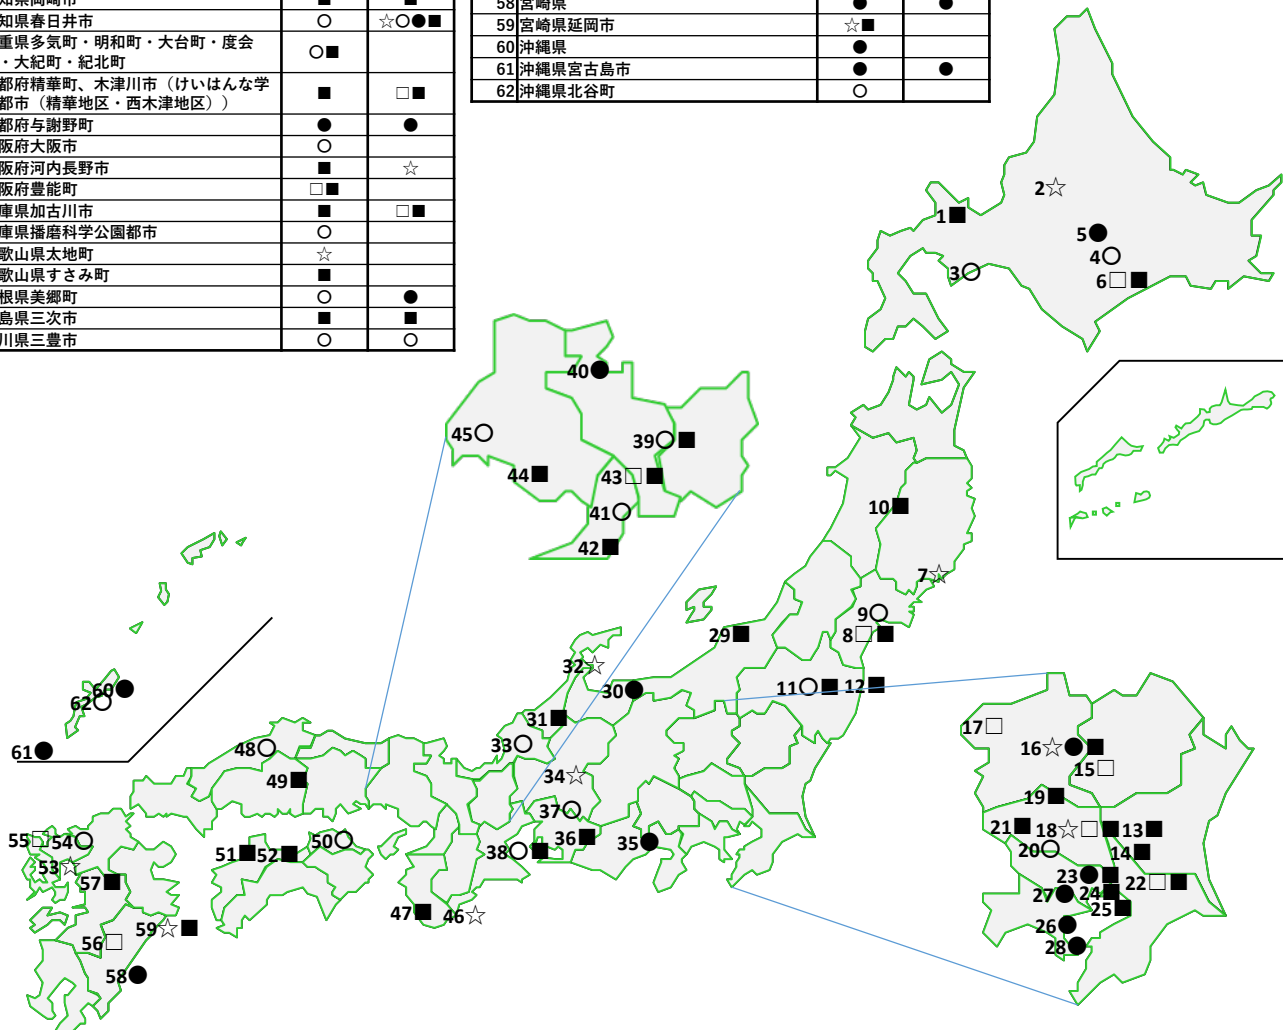 知県岡崎市 ■ ■
知県春日井市 ○ ☆○●■
重県多気町・明和町・大台町・度会
・大紀町・紀北町 ○■
都府精華町、木津川市（けいはんな学
都市（精華地区・西木津地区）） ■ □■
都府与謝野町 ● ●
阪府大阪市 ○
阪府河内長野市 ■ ☆
阪府豊能町 □■
庫県加古川市 ■ □■
庫県播磨科学公園都市 ○
歌山県太地町 ☆
歌山県すさみ町 ■
根県美郷町 ○ ●
島県三次市 ■ ■
川県三豊市 ○ ○
58 宮崎県 ● ●
59 宮崎県延岡市 ☆■
60 沖縄県 ●
61 沖縄県宮古島市 ● ●
62 沖縄県北谷町 ○
2☆
1■
5●
4○
3○
6□■
40●
45○
39○■
44■
43□■
41○
42■
10■
7☆
9○
29■
8□■
32☆
60●
62○
30●
11○■
12■
31■
17□
33○
61●
48○
16☆●■
15□
34☆
49■
19■
37○
21■
18☆□■
13■
55□
54○
50○
36■
35●
20○
51■
52■
38○■
14■
53☆
57■
23●■
22□■
27●
24■
25■
47■
46☆
59☆■
26●
56□
28●
58●